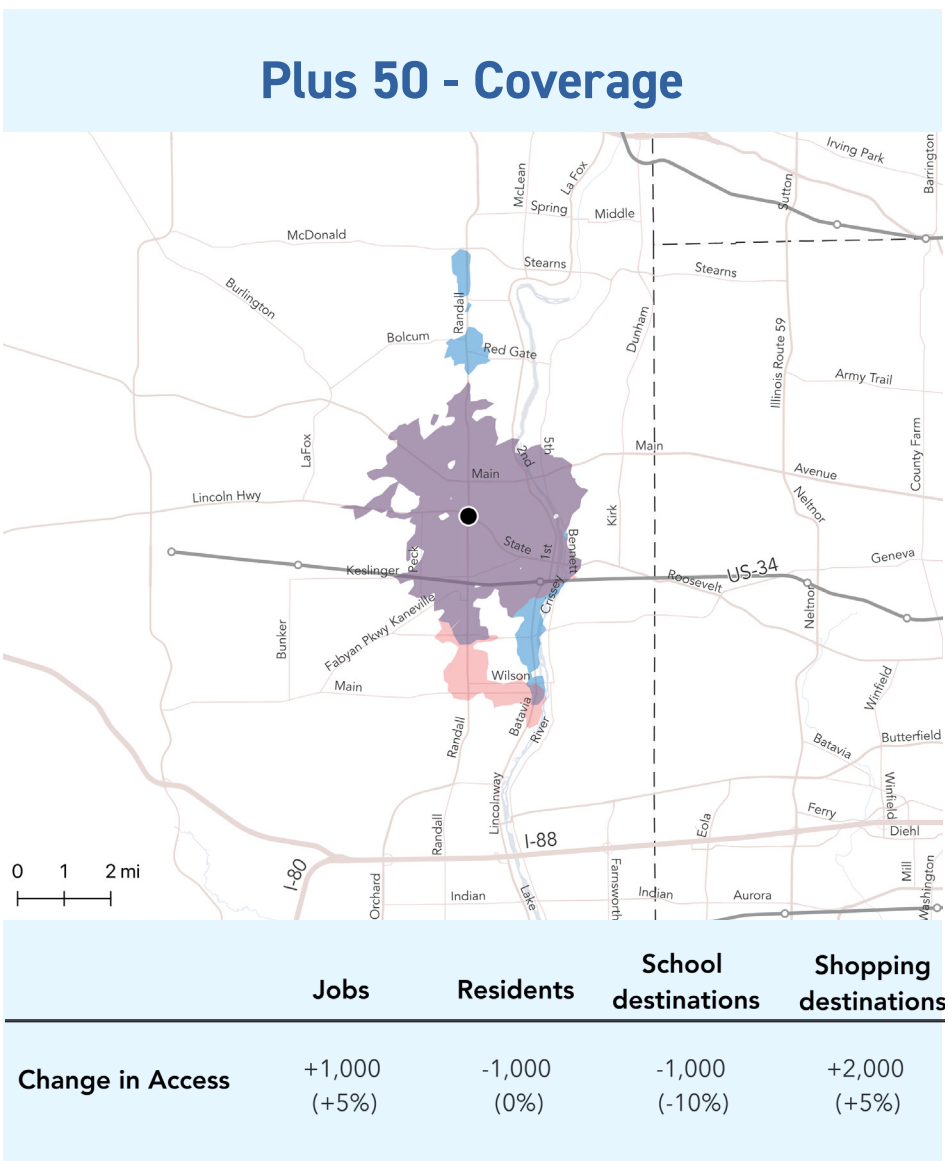 Plus 50 - Coverage
Irving Park
Barrington
McLean
La Fox
Sutton
Spring
Middle
McDonald
Stearns
Stearns
Burlington
Randall
Dunham
Illinois Route 59
Bolcum
Red Gate
Army Trail
LaFox
2nd
5th
Main
County Farm
Main
Avenue
Lincoln Hwy
Neltnor
Kirk
State
1st
Bennett
Peck
Keslinger
Roosevelt
US-34
Geneva
Crissey
Neltnor
Fabyan Pkwy Kaneville
Bunker
Wilson
Main
Winfield
Randall
Batavia
River
Batavia
Butterfield
Lincolnway
Winfield
Ferry
Randall
I-88
Eola
Diehl
0 1 2 mi
I-80
Orchard
Indian
Lake
Farnsworth
Indian
Aurora
Mill
Washington
Jobs
Residents
School
destinations
Shopping
destinations
Change in Access
+1,000
(+5%)
-1,000
(0%)
-1,000
(-10%)
+2,000
(+5%)